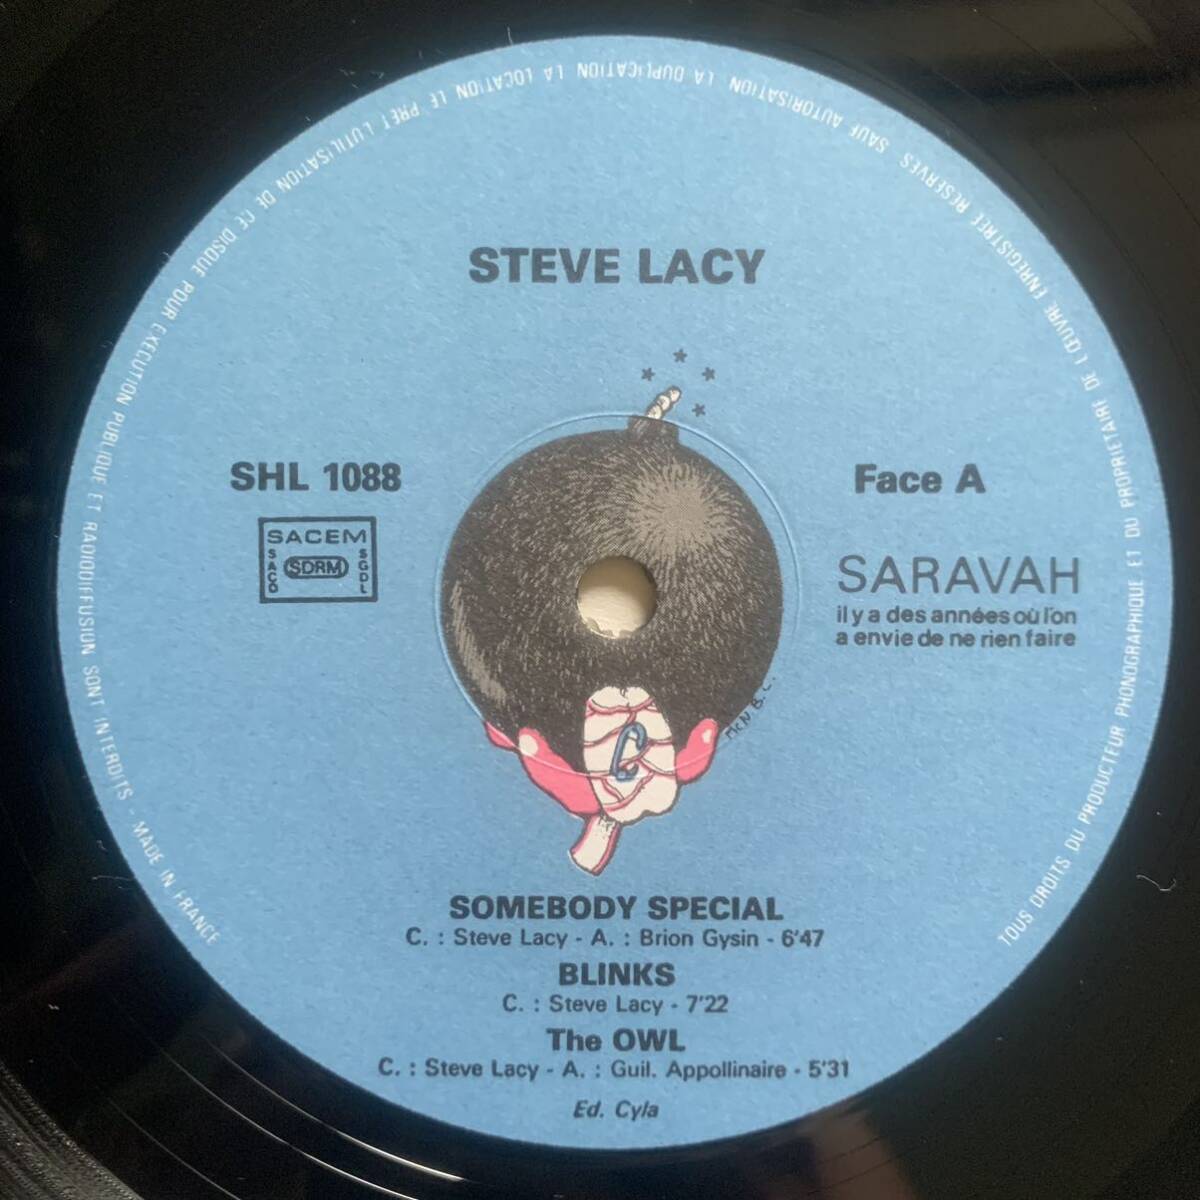 TOUS DROITS DU PRODUCTEUR PHONOGRAPHIQUE ET DU PROPRIETAIRE DE L'ŒUVRE ENREGISTREE RESERVES SAUF AUTORISATION LA DUPLICATION LA LOCATION LE PRET L'UTILISATION DE CE DISQUE POUR EXECUTION PUBLIQUE ET RADIODIFFUSION SONT INTERDITS - MADE IN FRANCE
STEVE LACY
SHL 1088
Face A
SACEM
SACD
SDRM
SGDL
SARAVAH
il y a des années où l'on
a envie de ne rien faire
C
SOMEBODY SPECIAL
C. : Steve Lacy - A. : Brion Gysin - 6'47
BLINKS
C. : Steve Lacy - 7'22
The OWL
C. : Steve Lacy - A. : Guil. Appollinaire - 5'31
Ed. Cyla